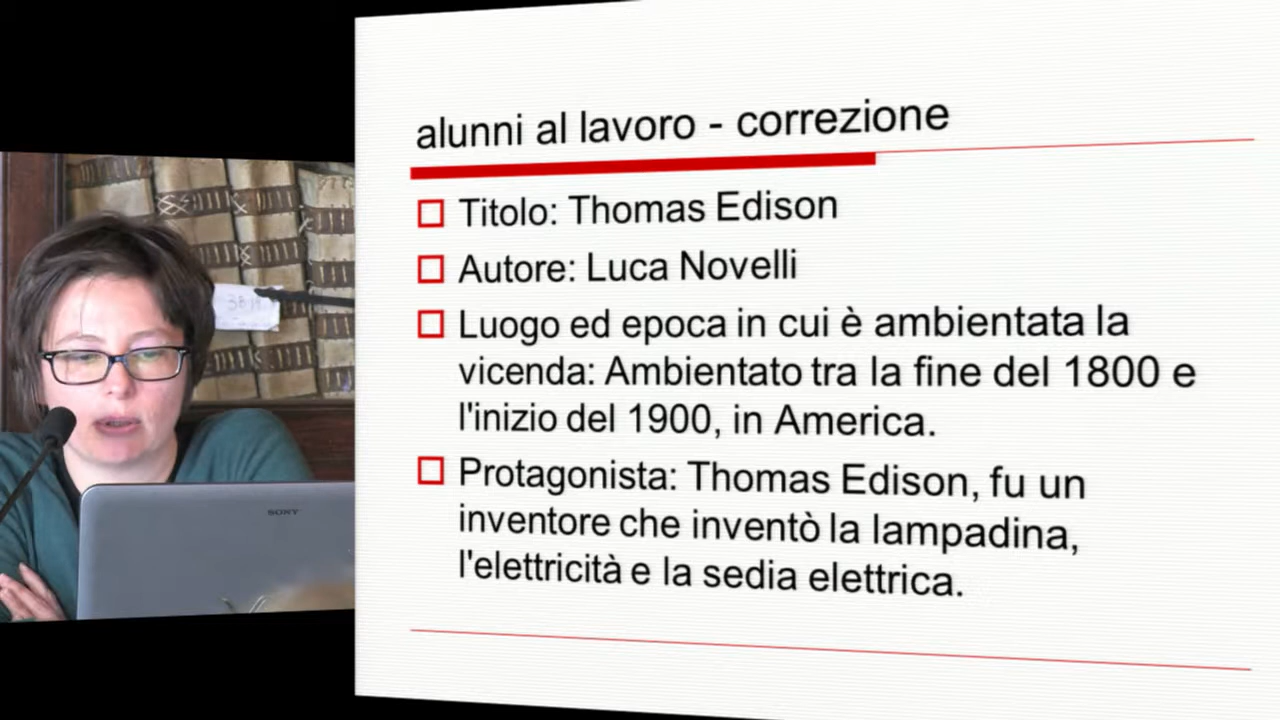 alunni al lavoro - correzione
Titolo: Thomas Edison
Autore: Luca Novelli
Luogo ed epoca in cui è ambientata la
vicenda: Ambientato tra la fine del 1800 e
l'inizio del 1900, in America.
Protagonista: Thomas Edison, fu un
inventore che inventò la lampadina,
l'elettricità e la sedia elettrica.
SONY